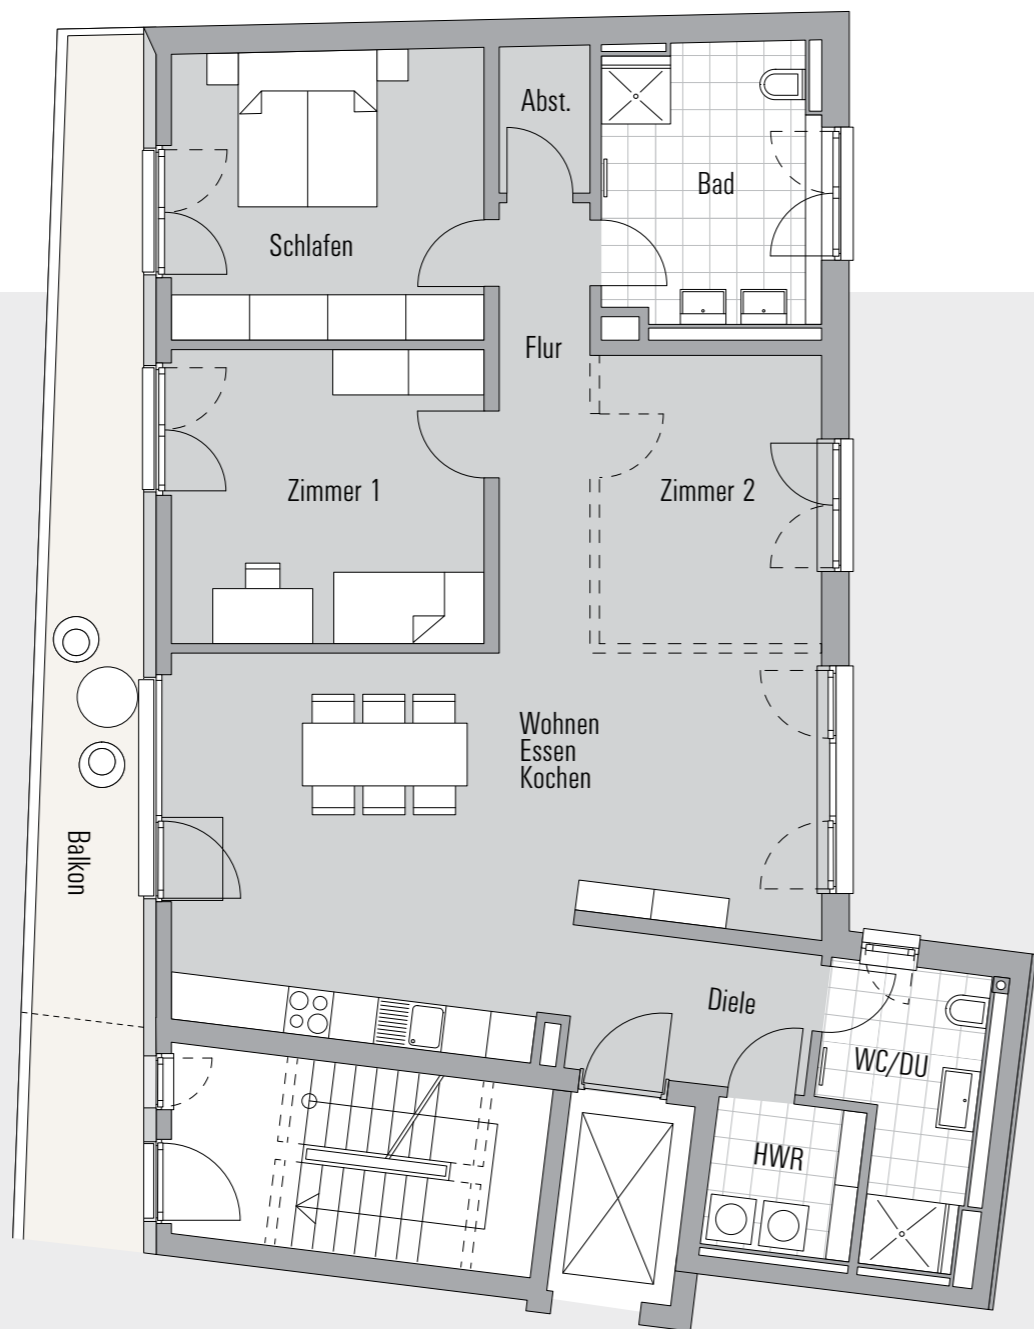 Abst.
Bad
Schlafen
Flur
Zimmer 1
Zimmer 2
Wohnen
Essen
Kochen
Balkon
Diele
WC/DU
HWR